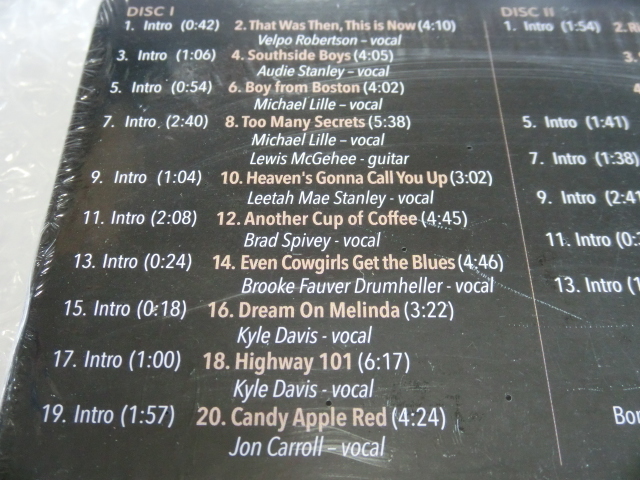 DISC I
1. Intro (0:42) 2. That Was Then, This is Now (4:10)
Velpo Robertson – vocal
3. Intro (1:06) 4. Southside Boys (4:05)
Audie Stanley – vocal
5. Intro (0:54) 6. Boy from Boston (4:02)
Michael Lille – vocal
7. Intro. (2:40) 8. Too Many Secrets (5:38)
Michael Lille – vocal
Lewis McGehee - guitar
9. Intro (1:04) 10. Heaven's Gonna Call You Up (3:02)
Leetah Mae Stanley - vocal
11. Intro (2:08) 12. Another Cup of Coffee (4:45)
Brad Spivey - vocal
13. Intro (0:24) 14. Even Cowgirls Get the Blues (4:46)
Brooke Fauver Drumheller - vocal
15. Intro (0:18) 16. Dream On Melinda (3:22)
Kyle Davis - vocal
17. Intro (1:00) 18. Highway 101 (6:17)
Kyle Davis - vocal
19. Intro (1:57) 20. Candy Apple Red (4:24)
Jon Carroll – vocal
DISC II
1. Intro (1:54) 2.
3.
4
5. Intro (1:41)
7. Intro (1:38)
9. Intro (2:41
11. Intro (0:
13. Intro (1